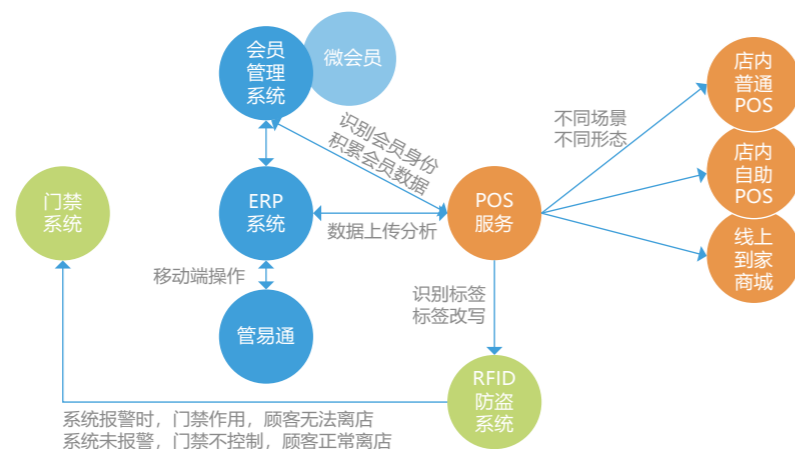 会员
管理
系统
微会员
店内
普通
POS
不同场景
不同形态
识别会员身份
积累会员数据
店内
自助
POS
门禁
系统
ERP
系统
POS
服务
数据上传分析
线上
到家
商城
移动端操作
识别标签
标签改写
管易通
RFID
防盗
系统
系统报警时，门禁作用，顾客无法离店
系统未报警，门禁不控制，顾客正常离店